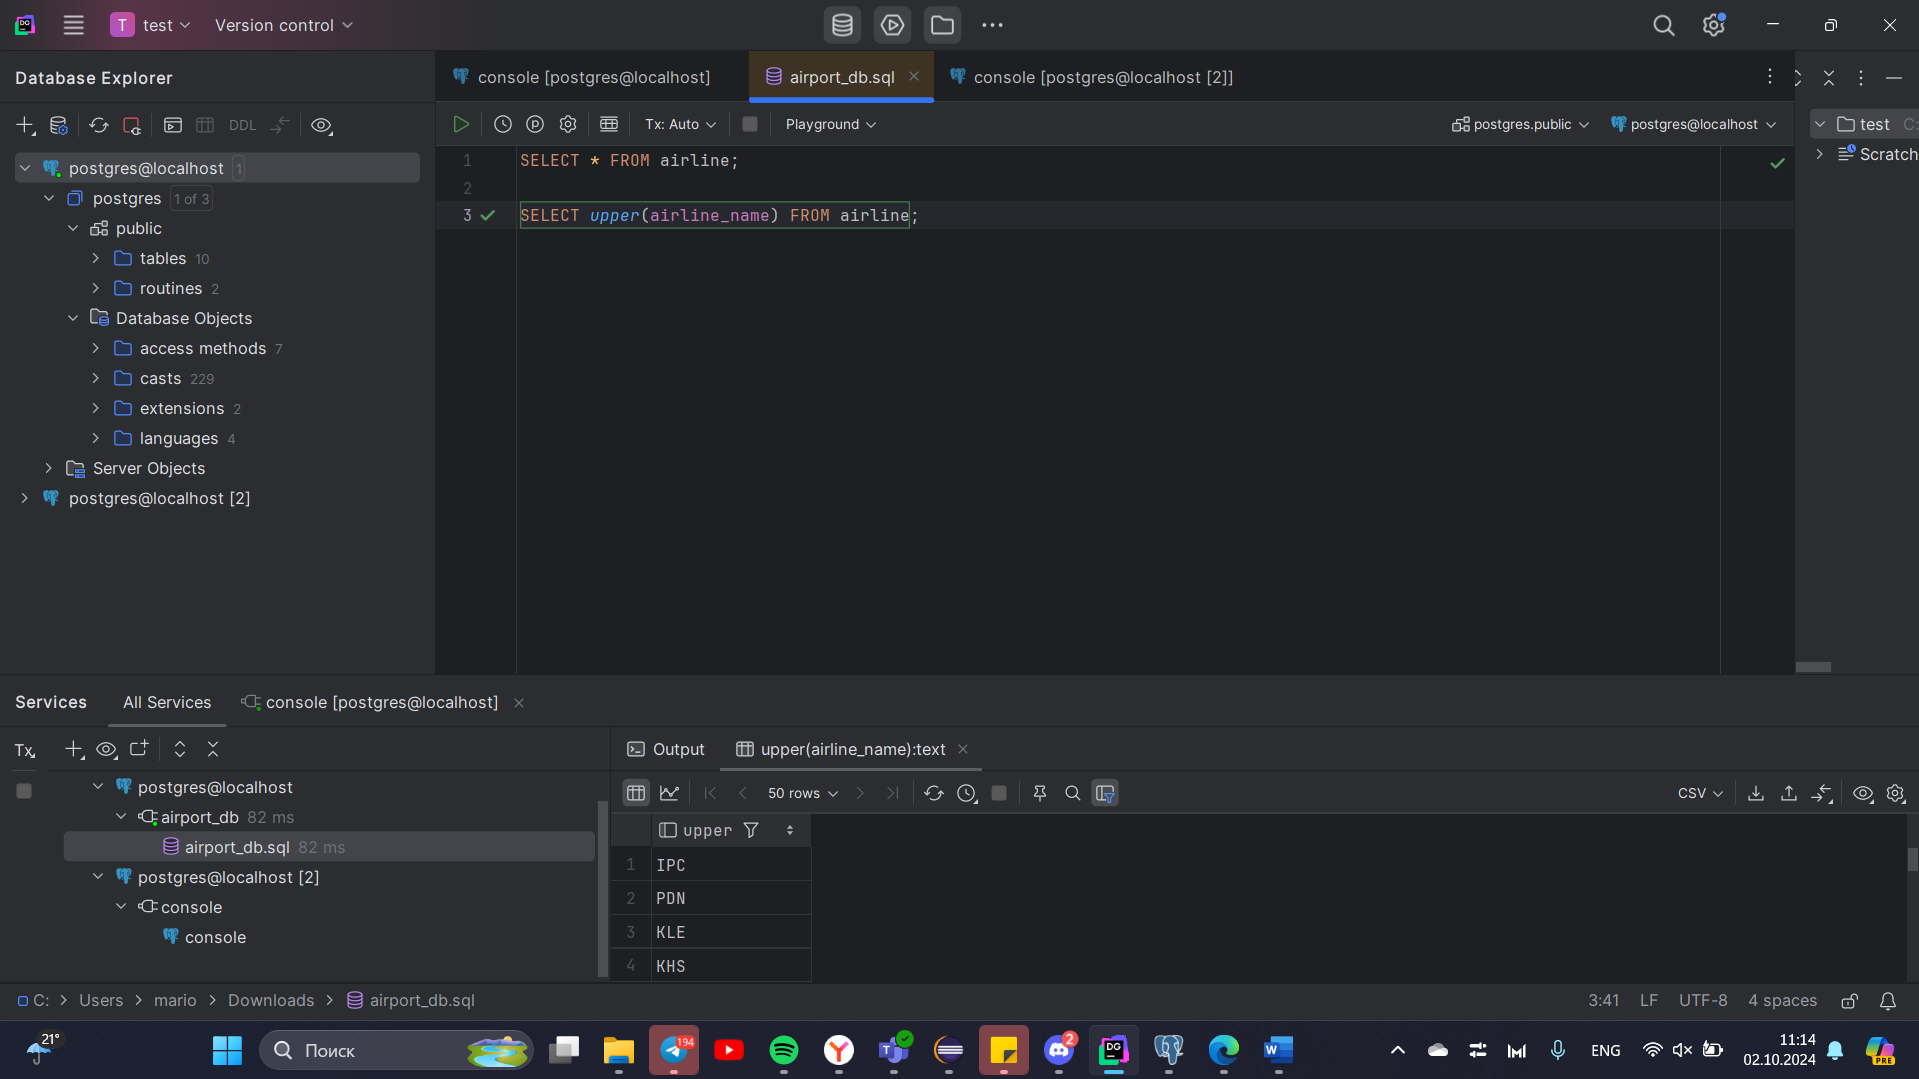 T test Version control
Database Explorer
console [postgres@localhost] airport_db.sql console [postgres@localhost [2]]
DDL
Tx: Auto Playground postgres.public postgres@localhost
postgres@localhost 1
postgres 1 of 3
public
tables 10
routines 2
Database Objects
access methods 7
casts 229
extensions 2
languages 4
Server Objects
postgres@localhost [2]
1 SELECT * FROM airline;
2
3 SELECT upper(airline_name) FROM airline;
test C:
Scratch
Services All Services console [postgres@localhost]
Tx
postgres@localhost
airport_db 82 ms
airport_db.sql 82 ms
postgres@localhost [2]
console
console
Output upper(airline_name):text
50 rows CSV
upper
1 IPC
2 PDN
3 KLE
4 KHS
C: Users mario Downloads airport_db.sql 3:41 LF UTF-8 4 spaces
21° Поиск 194 2 DG ENG 11:14
02.10.2024
PRE